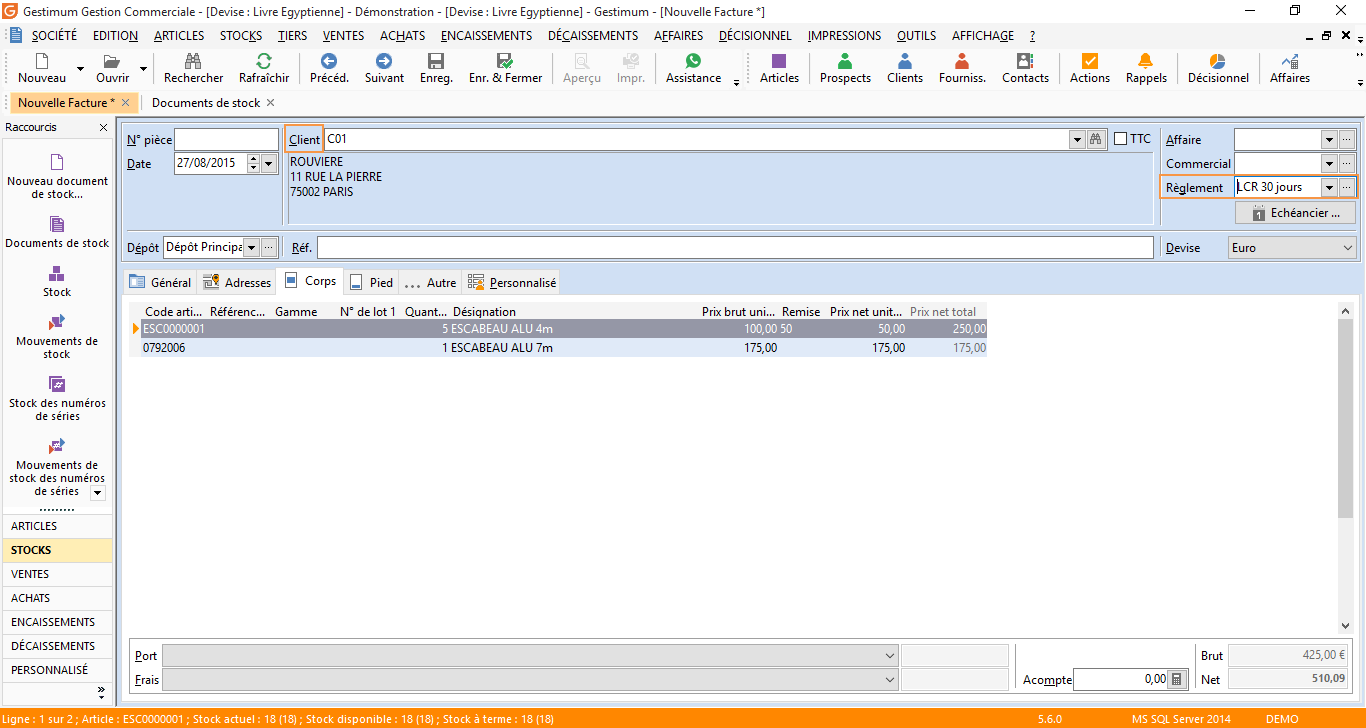 Gestimum Gestion Commerciale - [Devise : Livre Egyptienne] - Démonstration - [Devise : Livre Egyptienne] - Gestimum - [Nouvelle Facture *]
SOCIÉTÉ EDITION ARTICLES STOCKS TIERS VENTES ACHATS ENCAISSEMENTS DÉCAISSEMENTS AFFAIRES DÉCISIONNEL IMPRESSIONS OUTILS AFFICHAGE ?
Nouveau Ouvrir Rechercher Rafraîchir Précéd. Suivant Enreg. Enr. & Fermer Aperçu Impr. Assistance Articles Prospects Clients Fourniss. Contacts Actions Rappels Décisionnel Affaires
Nouvelle Facture * Documents de stock
Raccourcis
Nouveau document
de stock...
Documents de stock
Stock
Mouvements de
stock
Stock des numéros
de séries
Mouvements de
stock des numéros
de séries
ARTICLES
STOCKS
VENTES
ACHATS
ENCAISSEMENTS
DÉCAISSEMENTS
PERSONNALISÉ
N° pièce Client C01 TTC Affaire
Date 27/08/2015 ROUVIERE Commercial
11 RUE LA PIERRE
75002 PARIS Règlement LCR 30 jours
1 Echéancier ...
Dépôt Dépôt Principa Réf. Devise Euro
Général Adresses Corps Pied Autre Personnalisé
Code arti... Référenc... Gamme N° de lot 1 Quant... Désignation Prix brut uni... Remise Prix net unit... Prix net total
ESC0000001 5 ESCABEAU ALU 4m 100,00 50 50,00 250,00
0792006 1 ESCABEAU ALU 7m 175,00 175,00 175,00
Port Brut 425,00 €
Frais Acompte 0,00 Net 510,09
Ligne : 1 sur 2 ; Article : ESC0000001 ; Stock actuel : 18 (18) ; Stock disponible : 18 (18) ; Stock à terme : 18 (18) 5.6.0 MS SQL Server 2014 DEMO